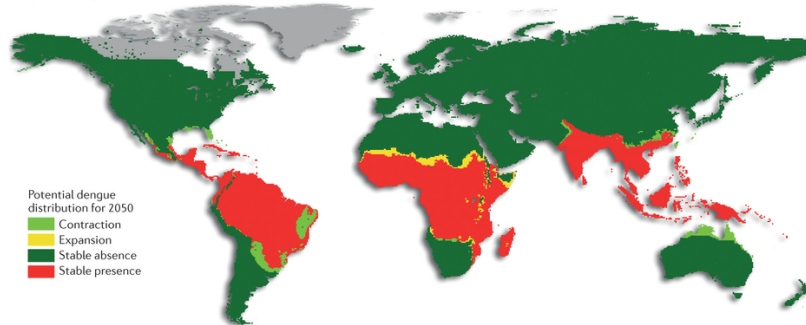 Potential dengue
distribution for 2050
Contraction
Expansion
Stable absence
Stable presence